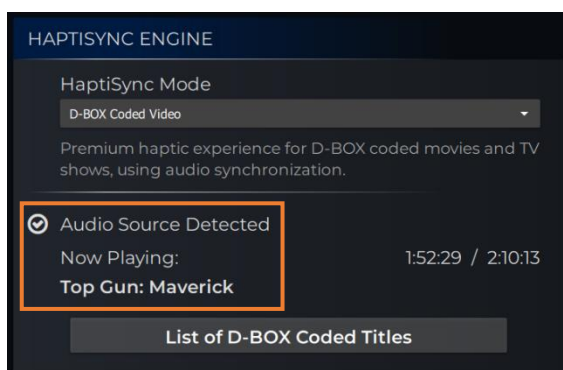 HAPTISYNC ENGINE
HaptiSync Mode
D-BOX Coded Video
Premium haptic experience for D-BOX coded movies and TV
shows, using audio synchronization.
Audio Source Detected
Now Playing: 1:52:29 / 2:10:13
Top Gun: Maverick
List of D-BOX Coded Titles